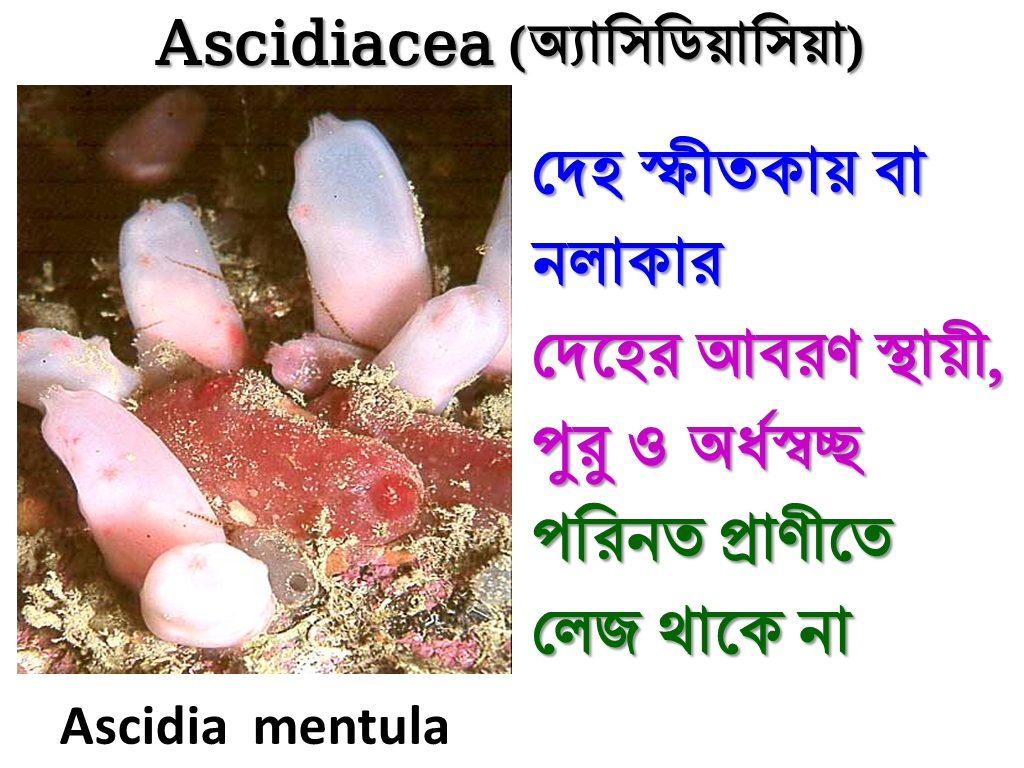 Ascidiacea (অ্যাসিডিয়াসিয়া)
দেহ স্ফীতকায় বা
নলাকার
দেহের আবরণ স্থায়ী,
পুরু ও অর্ধস্বচ্ছ
পরিনত প্রাণীতে
লেজ থাকে না
Ascidia mentula